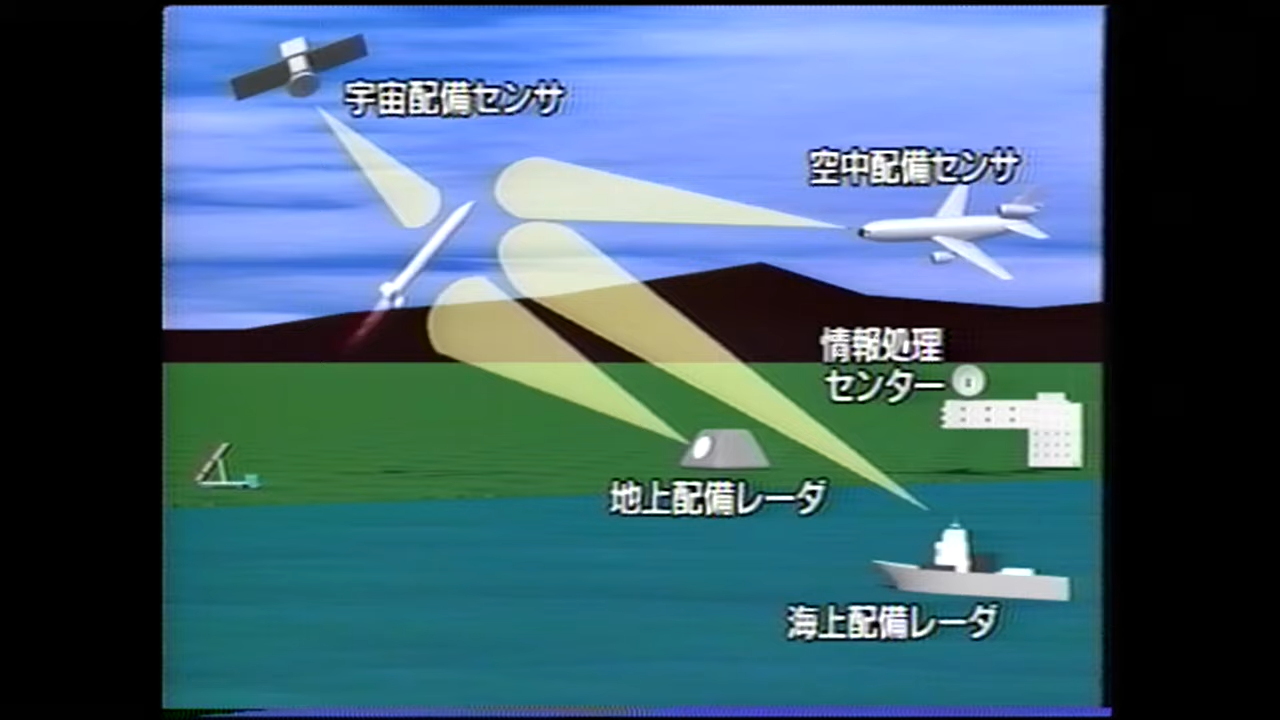 宇宙配備センサ
空中配備センサ
情報処理
センター
地上配備レーダ
海上配備レーダ